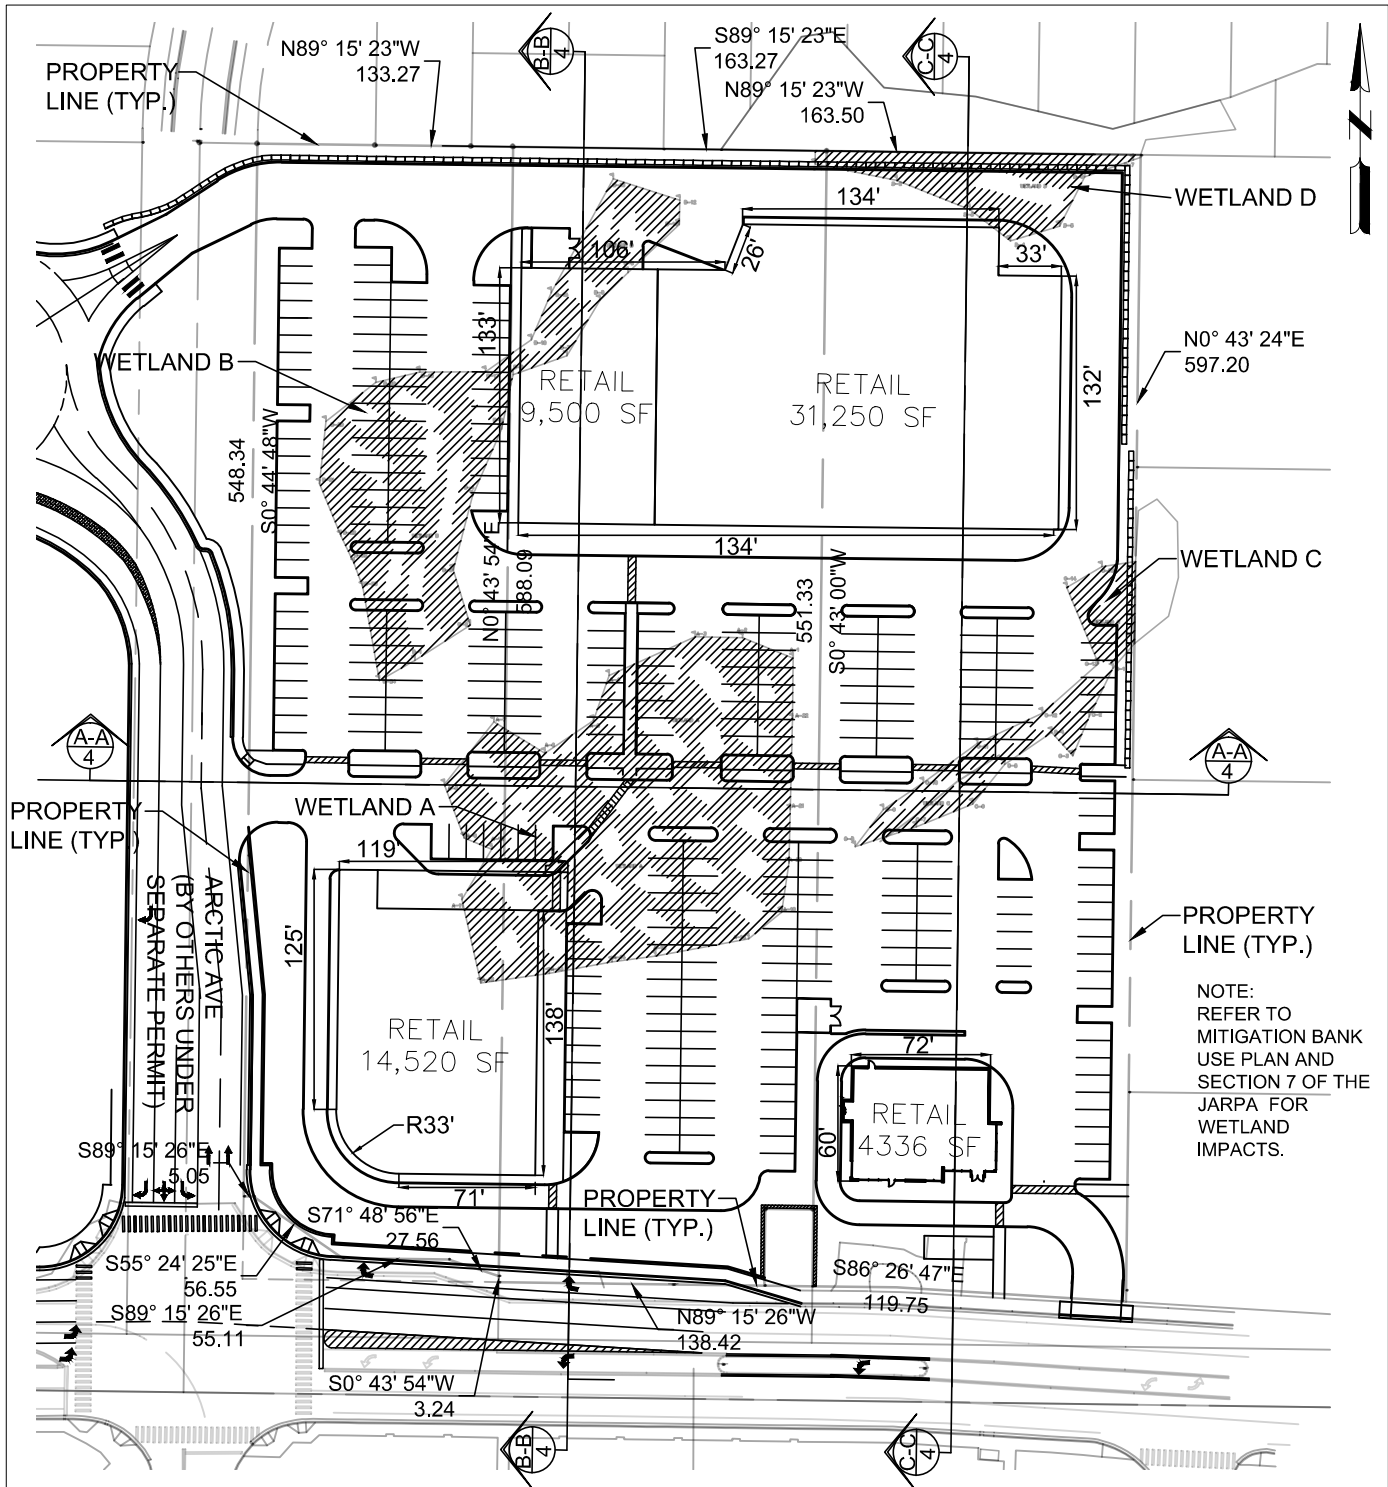 N89° 15' 23"W
133.27
B-B
4
S89° 15' 23"E
163.27
N89° 15' 23"W
163.50
C-C
4
PROPERTY
LINE (TYP.)
N
WETLAND D
134'
106'
26'
33'
133'
N0° 43' 24"E
597.20
WETLAND B
RETAIL
9,500 SF
RETAIL
31,250 SF
132'
548.34
S0° 44' 48"W
134'
N0° 43' 54"E
588.09
551.33
S0° 43' 00"W
WETLAND C
A-A
4
A-A
4
PROPERTY
LINE (TYP.)
WETLAND A
119'
125'
ARCTIC AVE
(BY OTHERS UNDER
SEPARATE PERMIT)
138'
RETAIL
14,520 SF
R33'
71'
72'
60'
RETAIL
4336 SF
PROPERTY
LINE (TYP.)
NOTE:
REFER TO
MITIGATION BANK
USE PLAN AND
SECTION 7 OF THE
JARPA FOR
WETLAND
IMPACTS.
S89° 15' 26"E
5.05
PROPERTY
LINE (TYP.)
S71° 48' 56"E
27.56
S55° 24' 25"E
56.55
S86° 26' 47"E
119.75
S89° 15' 26"E
55.11
N89° 15' 26"W
138.42
S0° 43' 54"W
3.24
B-B
4
C-C
4